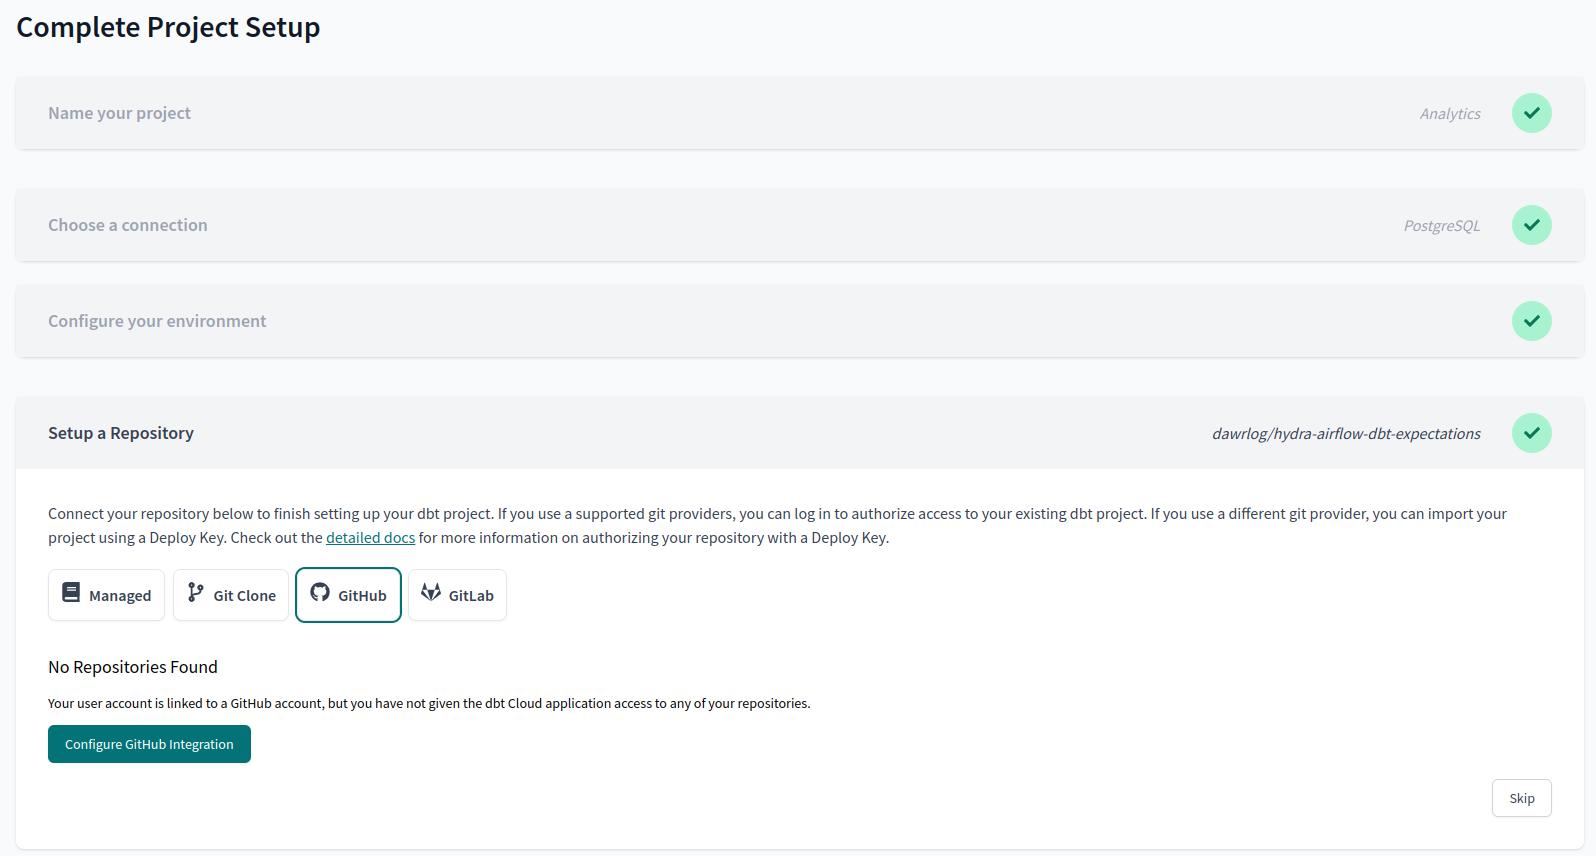 Complete Project Setup
Name your project
Analytics
Choose a connection
PostgreSQL
Configure your environment
Setup a Repository
dawrlog/hydra-airflow-dbt-expectations
Connect your repository below to finish setting up your dbt project. If you use a supported git providers, you can log in to authorize access to your existing dbt project. If you use a different git provider, you can import your
project using a Deploy Key. Check out the detailed docs for more information on authorizing your repository with a Deploy Key.
Managed
Git Clone
GitHub
GitLab
No Repositories Found
Your user account is linked to a GitHub account, but you have not given the dbt Cloud application access to any of your repositories.
Configure GitHub Integration
Skip